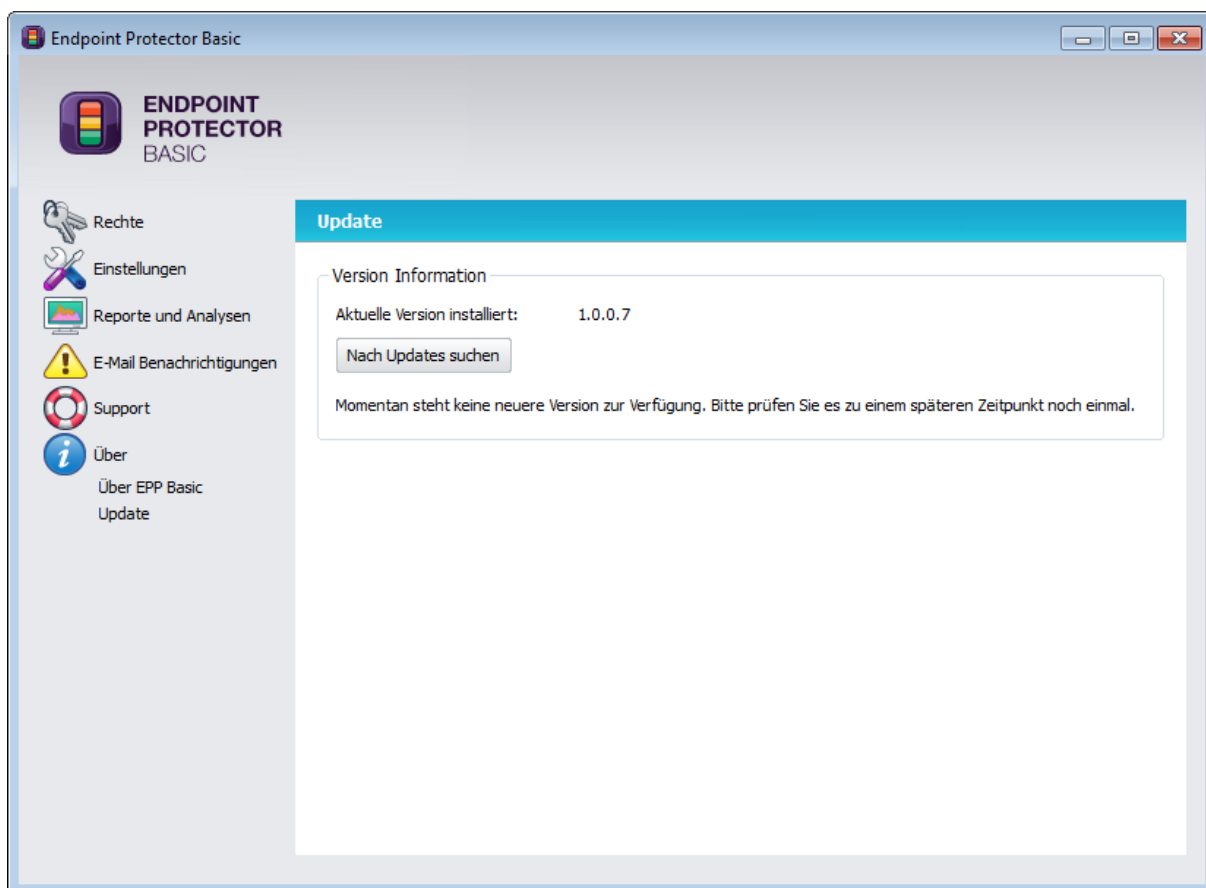 Endpoint Protector Basic
ENDPOINT
PROTECTOR
BASIC
Rechte
Einstellungen
Reporte und Analysen
E-Mail Benachrichtigungen
Support
Über
Über EPP Basic
Update
Update
Version Information
Aktuelle Version installiert: 1.0.0.7
Nach Updates suchen
Momentan steht keine neuere Version zur Verfügung. Bitte prüfen Sie es zu einem späteren Zeitpunkt noch einmal.